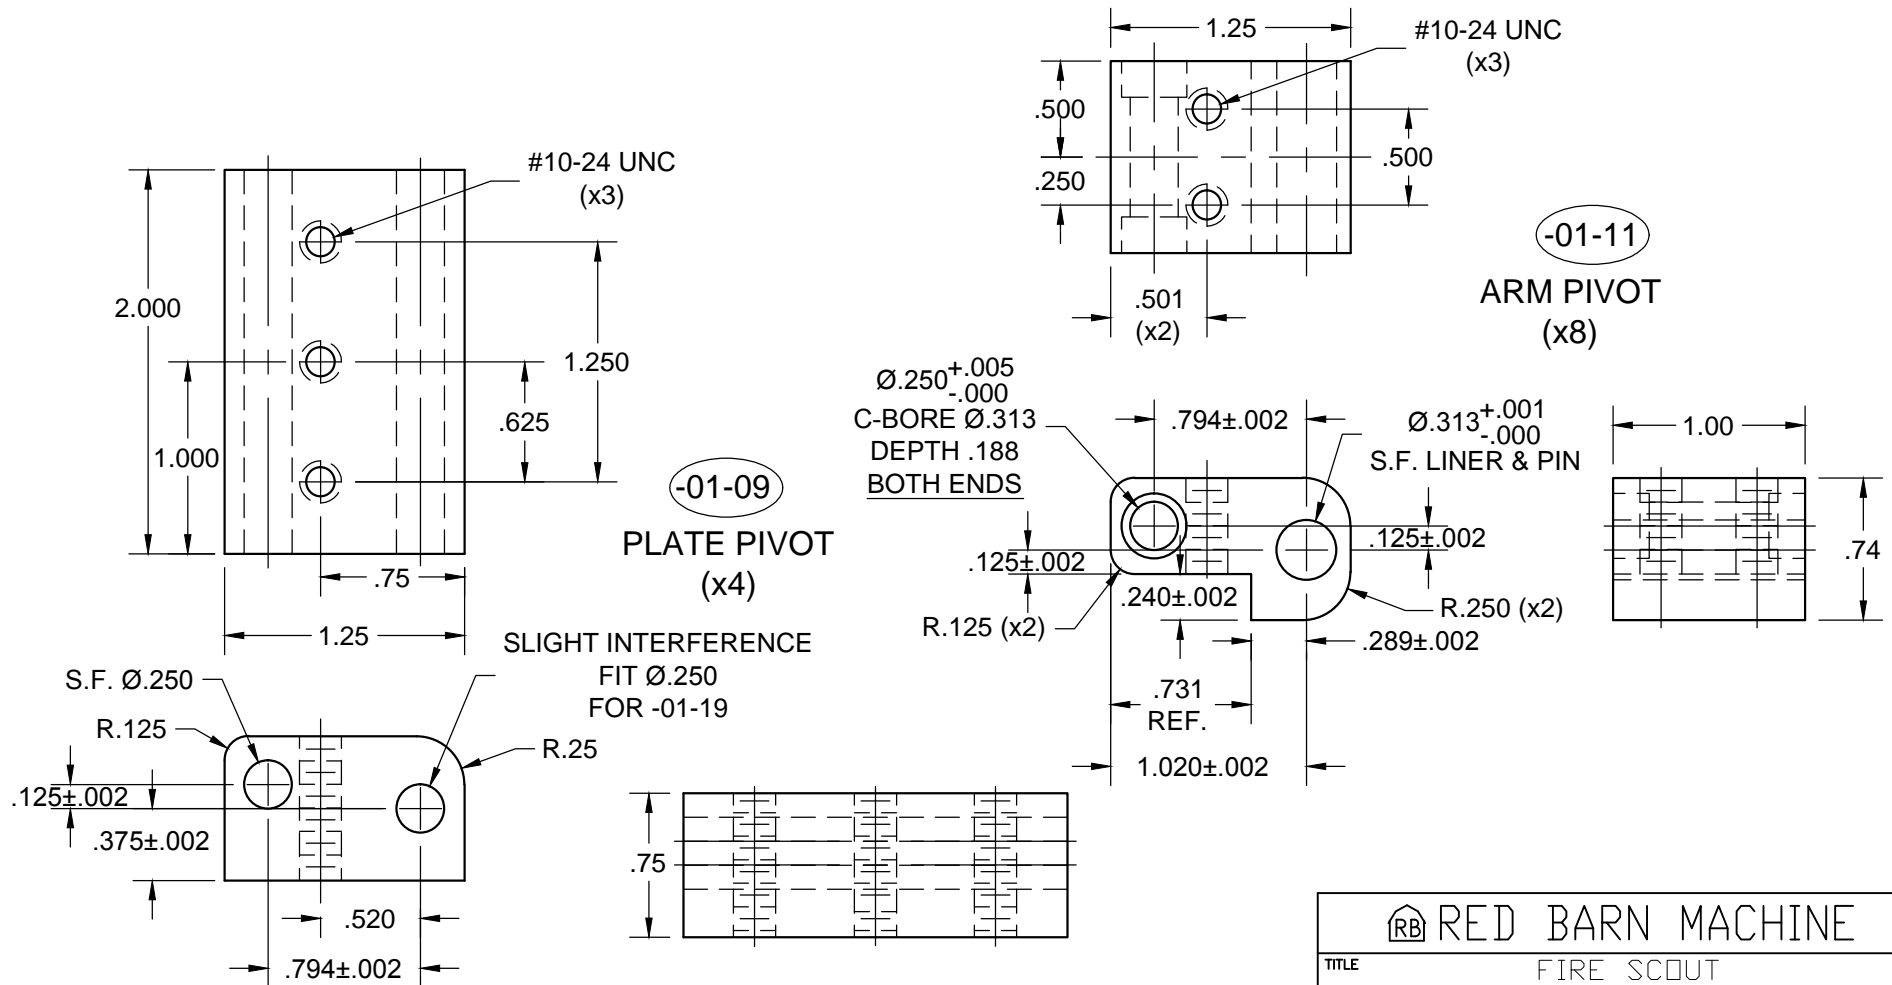 #10-24 UNC
(x3)
2.000
1.000
1.250
.625
.75
1.25
-01-09
PLATE PIVOT
(x4)
S.F. Ø.250
R.125
SLIGHT INTERFERENCE
FIT Ø.250
FOR -01-19
R.25
.125±.002
.375±.002
.520
.794±.002
.75
1.25
#10-24 UNC
(x3)
.500
.250
.500
.501
(x2)
-01-11
ARM PIVOT
(x8)
Ø.250 +.005
-.000
C-BORE Ø.313
DEPTH .188
BOTH ENDS
.794±.002
Ø.313 +.001
-.000
S.F. LINER & PIN
.125±.002
.125±.002
.240±.002
R.125 (x2)
R.250 (x2)
.289±.002
.731
REF.
1.020±.002
1.00
.74
RB RED BARN MACHINE
TITLE
FIRE SCOUT